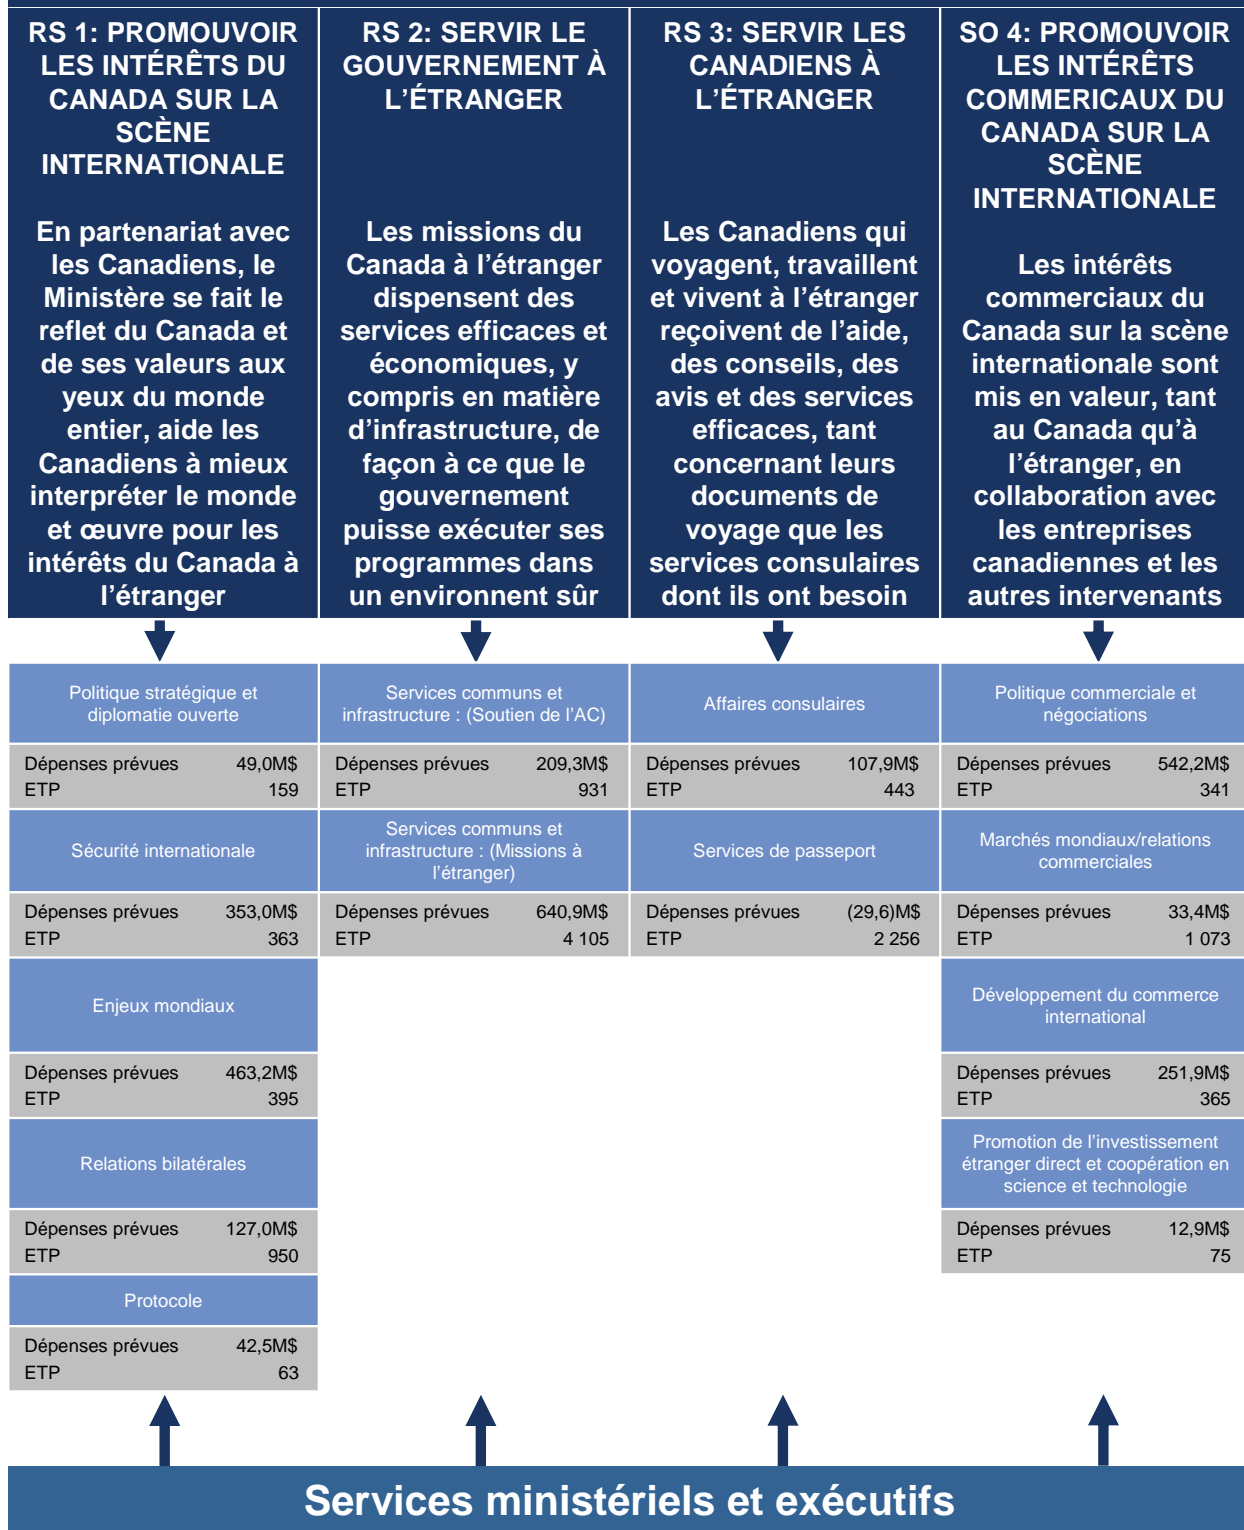 RS 1: PROMOUVOIR
LES INTÉRÊTS DU
CANADA SUR LA
SCÈNE
INTERNATIONALE
En partenariat avec
les Canadiens, le
Ministère se fait le
reflet du Canada et
de ses valeurs aux
yeux du monde
entier, aide les
Canadiens à mieux
interpréter le monde
et œuvre pour les
intérêts du Canada à
l’étranger
RS 2: SERVIR LE
GOUVERNEMENT À
L’ÉTRANGER
Les missions du
Canada à l’étranger
dispensent des
services efficaces et
économiques, y
compris en matière
d’infrastructure, de
façon à ce que le
gouvernement
puisse exécuter ses
programmes dans
un environnent sûr
RS 3: SERVIR LES
CANADIENS À
L’ÉTRANGER
Les Canadiens qui
voyagent, travaillent
et vivent à l’étranger
reçoivent de l’aide,
des conseils, des
avis et des services
efficaces, tant
concernant leurs
documents de
voyage que les
services consulaires
dont ils ont besoin
SO 4: PROMOUVOIR
LES INTÉRÊTS
COMMERICAUX DU
CANADA SUR LA
SCÈNE
INTERNATIONALE
Les intérêts
commerciaux du
Canada sur la scène
internationale sont
mis en valeur, tant
au Canada qu’à
l’étranger, en
collaboration avec
les entreprises
canadiennes et les
autres intervenants
Politique stratégique et
diplomatie ouverte
Dépenses prévues 49,0M$
ETP 159
Sécurité internationale
Dépenses prévues 353,0M$
ETP 363
Enjeux mondiaux
Dépenses prévues 463,2M$
ETP 395
Relations bilatérales
Dépenses prévues 127,0M$
ETP 950
Protocole
Dépenses prévues 42,5M$
ETP 63
Services communs et
infrastructure : (Soutien de l’AC)
Dépenses prévues 209,3M$
ETP 931
Services communs et
infrastructure : (Missions à
l’étranger)
Dépenses prévues 640,9M$
ETP 4 105
Affaires consulaires
Dépenses prévues 107,9M$
ETP 443
Services de passeport
Dépenses prévues (29,6)M$
ETP 2 256
Politique commerciale et
négociations
Dépenses prévues 542,2M$
ETP 341
Marchés mondiaux/relations
commerciales
Dépenses prévues 33,4M$
ETP 1 073
Développement du commerce
international
Dépenses prévues 251,9M$
ETP 365
Promotion de l’investissement
étranger direct et coopération en
science et technologie
Dépenses prévues 12,9M$
ETP 75
Services ministériels et exécutifs